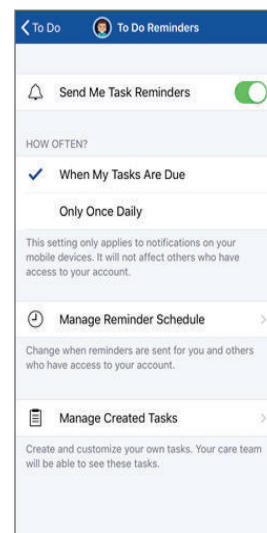 To Do
To Do Reminders
Send Me Task Reminders
HOW OFTEN?
When My Tasks Are Due
Only Once Daily
This setting only applies to notifications on your
mobile devices. It will not affect others who have
access to your account.
Manage Reminder Schedule
Change when reminders are sent for you and others
who have access to your account.
Manage Created Tasks
Create and customize your own tasks. Your care team
will be able to see these tasks.